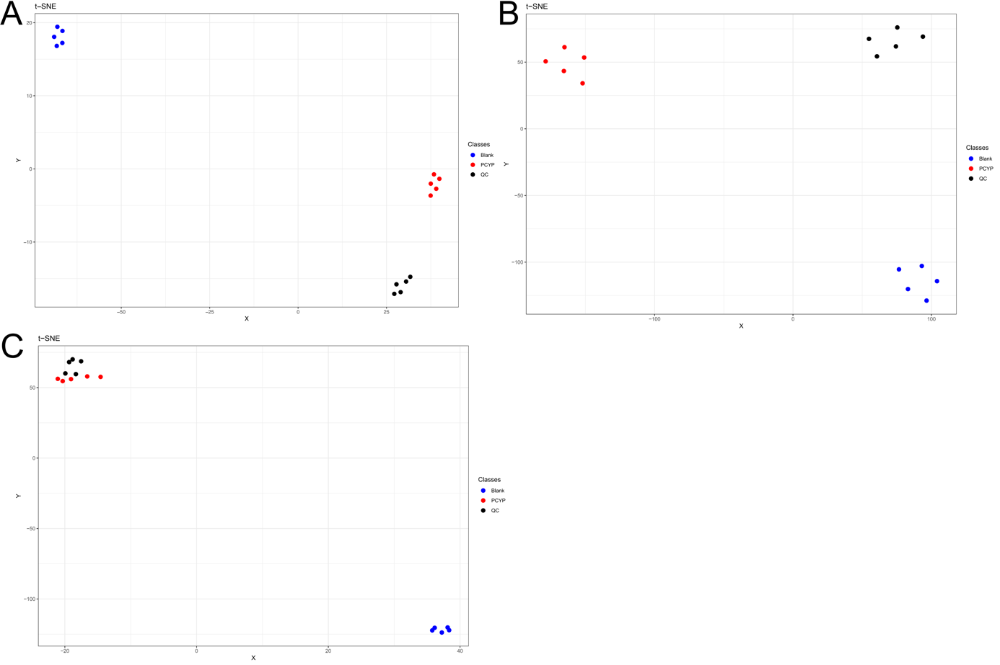 A
t-SNE
20
10
0
-10
Y
-50
-25
0
25
X
Classes
Blank
PCYP
QC
B
t-SNE
50
0
-50
-100
Y
-100
0
100
X
Classes
Blank
PCYP
QC
C
t-SNE
50
0
-50
-100
Y
-20
0
20
40
X
Classes
Blank
PCYP
QC